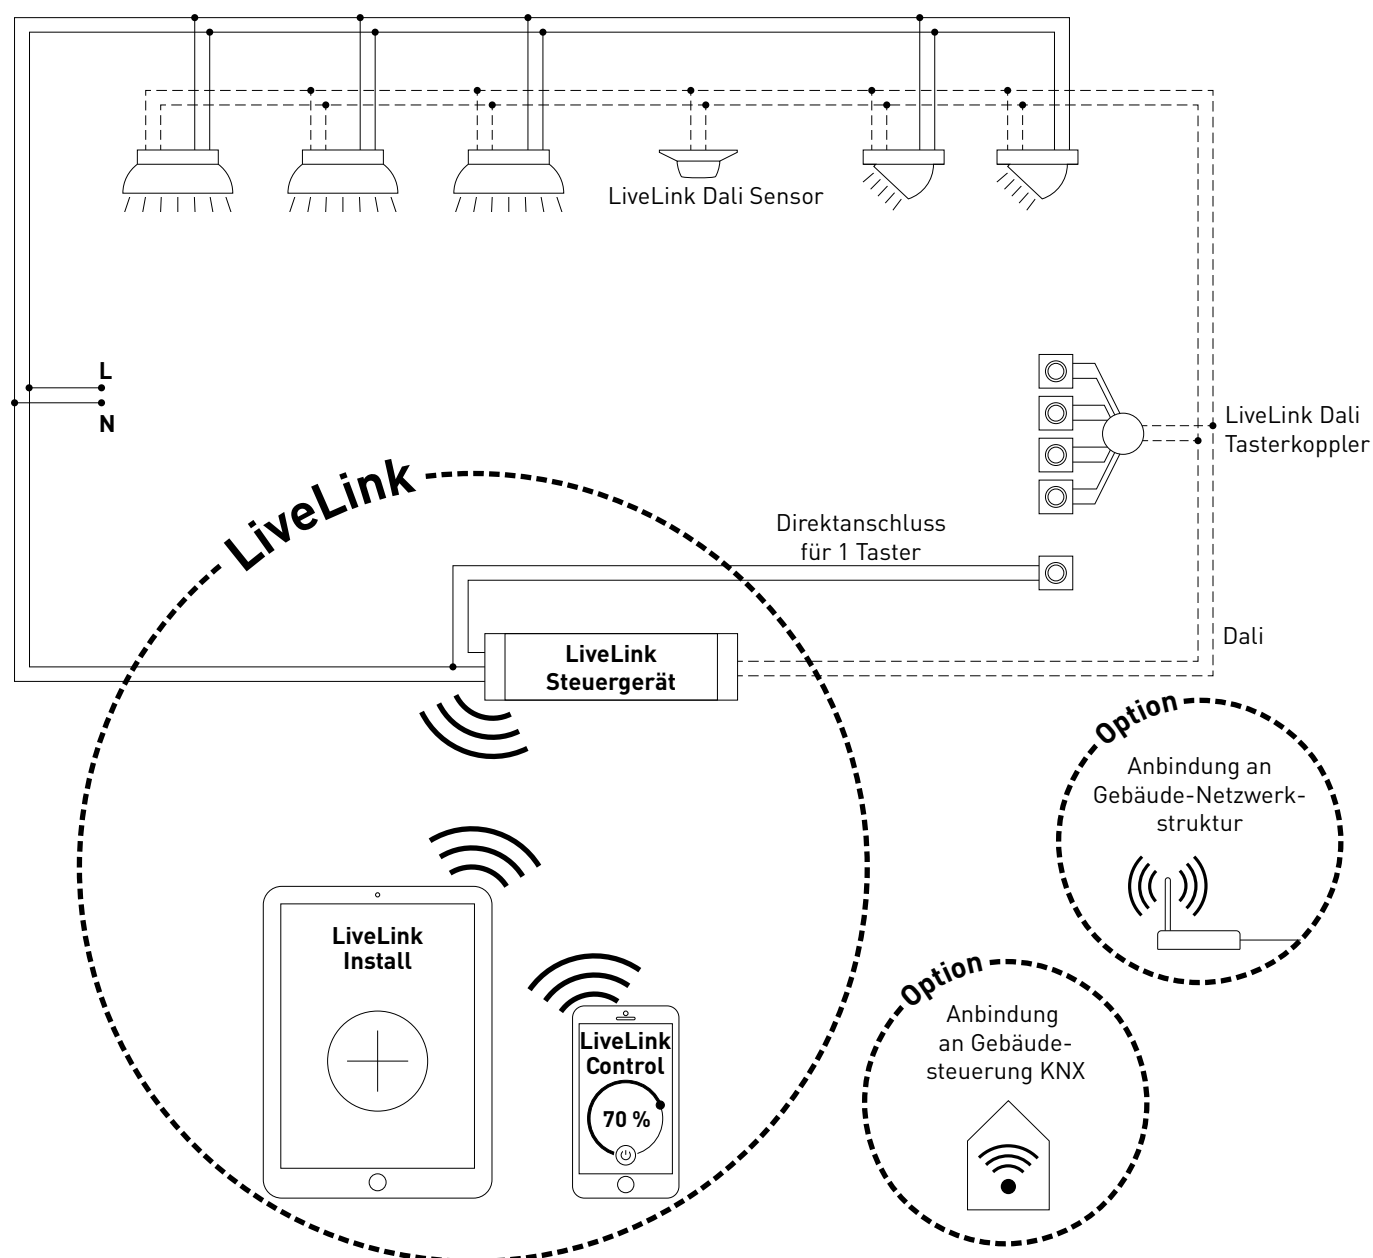 LiveLink Dali Sensor
L
N
LiveLink Dali
Tasterkoppler
LiveLink
Direktanschluss
für 1 Taster
LiveLink
Steuergerät
Dali
Option
Anbindung an
Gebäude-Netzwerk-
struktur
LiveLink
Install
LiveLink
Control
70 %
Option
Anbindung
an Gebäude-
steuerung KNX